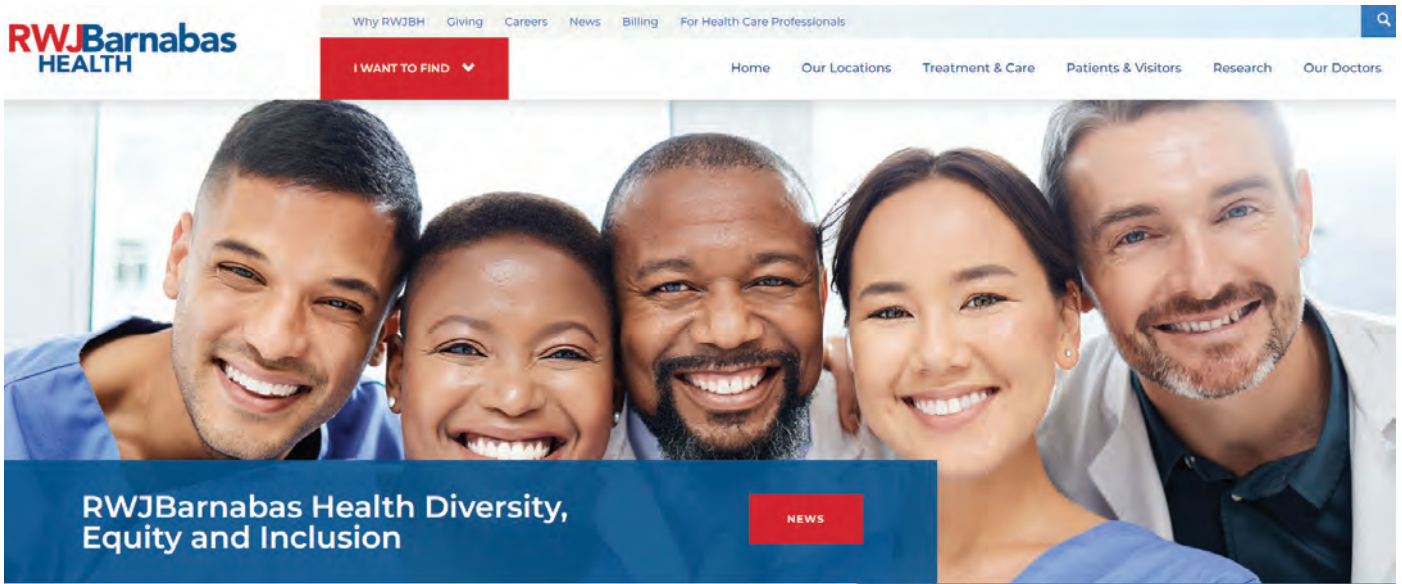 RWJBarnabas
HEALTH
Why RWJBH Giving Careers News Billing For Health Care Professionals
I WANT TO FIND
Home Our Locations Treatment & Care Patients & Visitors Research Our Doctors
RWJBarnabas Health Diversity,
Equity and Inclusion
NEWS